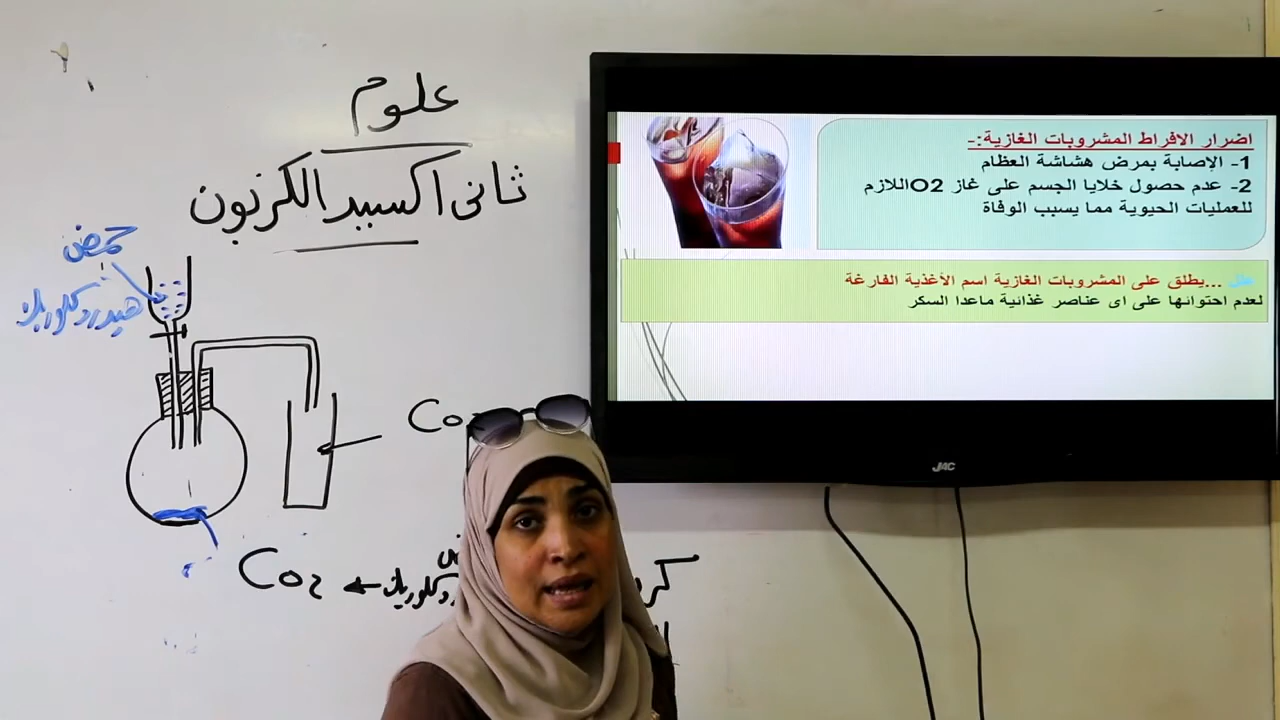 علوم
ثانى اكسيد الكربون
حمض
هيدروكلوريك
Co
Co2 ←
اضرار الافراط المشروبات الغازية:-
1- الإصابة بمرض هشاشة العظام
2- عدم حصول خلايا الجسم على غاز O2اللازم
للعمليات الحيوية مما يسبب الوفاة
علل ...يطلق على المشروبات الغازية اسم الأغذية الفارغة
لعدم احتوائها على اى عناصر غذائية ماعدا السكر
JAC